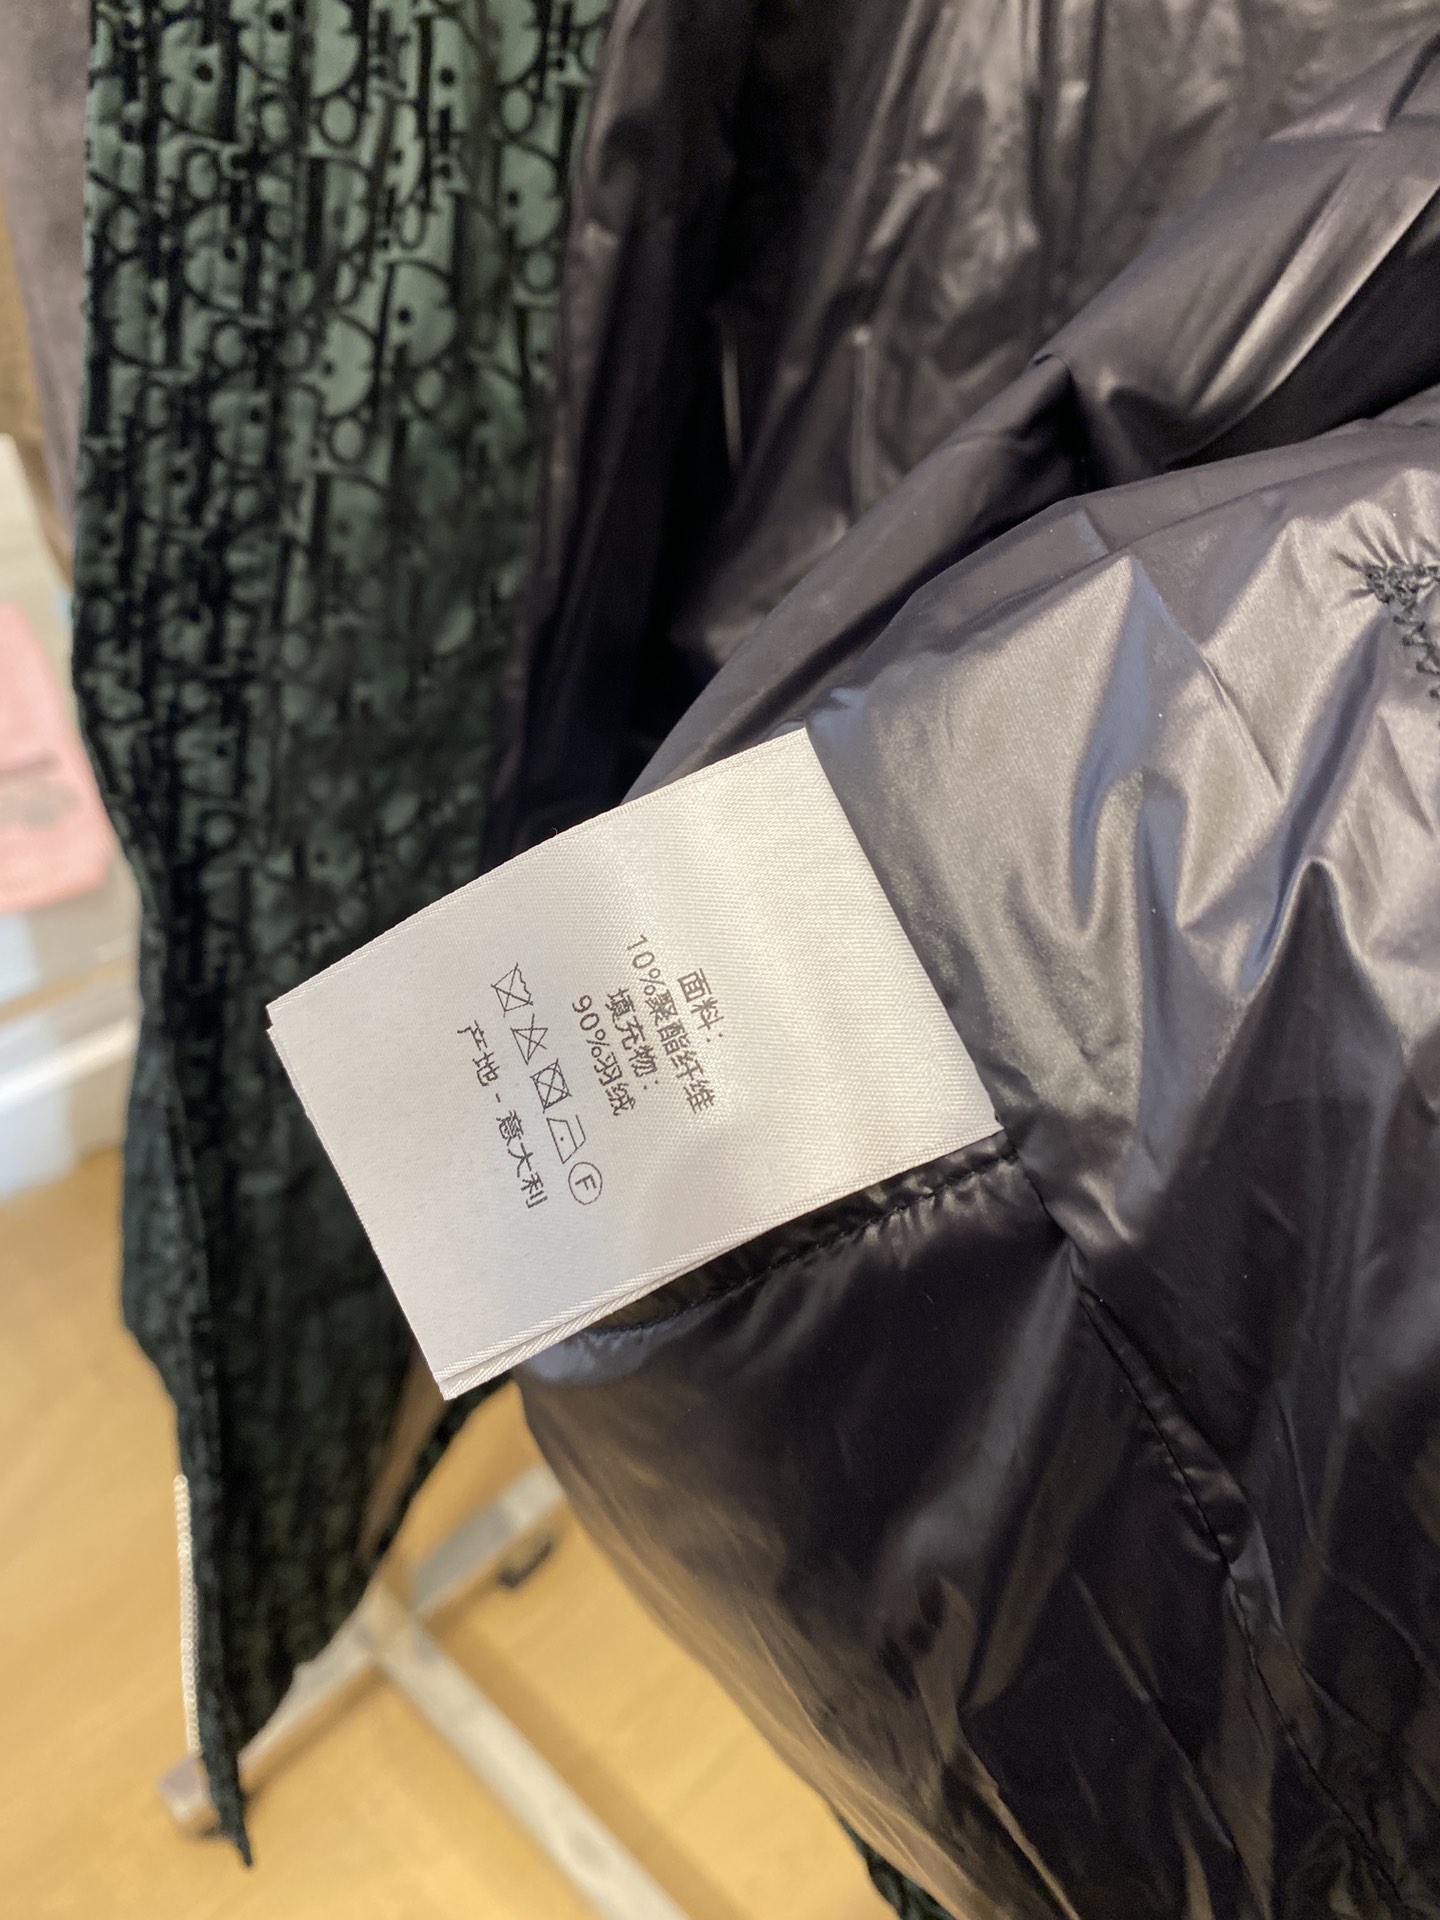 面料:
10%聚酯纤维
填充物:
90%羽绒
F
产地 - 意大利